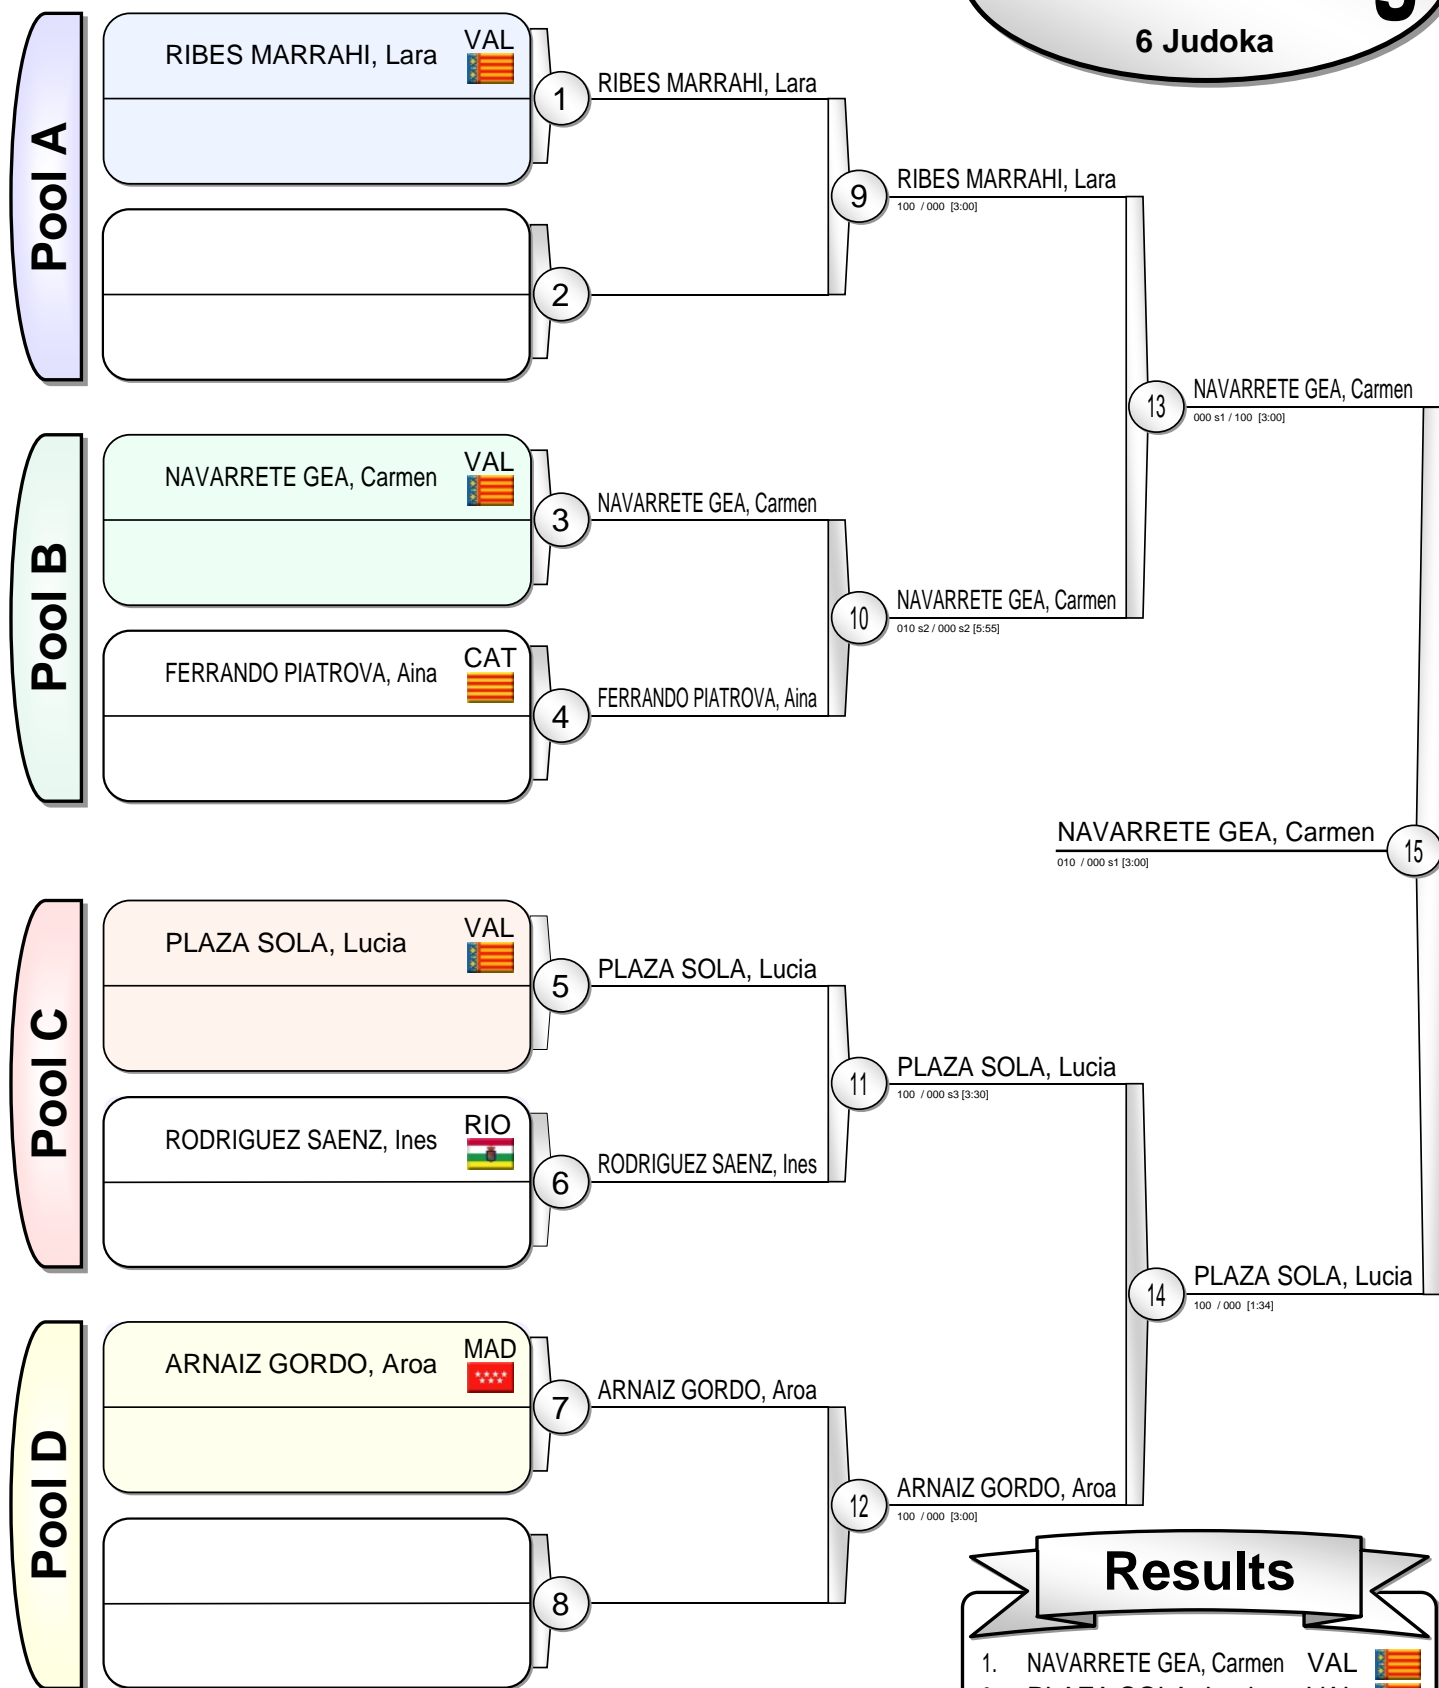 6 Judoka
Pool A
RIBES MARRAHI, Lara VAL
1
RIBES MARRAHI, Lara
2
9
RIBES MARRAHI, Lara
100 / 000 [3:00]
Pool B
NAVARRETE GEA, Carmen VAL
3
NAVARRETE GEA, Carmen
FERRANDO PIATROVA, Aina CAT
4
FERRANDO PIATROVA, Aina
10
NAVARRETE GEA, Carmen
010 s2 / 000 s2 [5:55]
13
NAVARRETE GEA, Carmen
000 s1 / 100 [3:00]
NAVARRETE GEA, Carmen
010 / 000 s1 [3:00]
15
Pool C
PLAZA SOLA, Lucia VAL
5
PLAZA SOLA, Lucia
RODRIGUEZ SAENZ, Ines RIO
6
RODRIGUEZ SAENZ, Ines
11
PLAZA SOLA, Lucia
100 / 000 s3 [3:30]
14
PLAZA SOLA, Lucia
100 / 000 [1:34]
Pool D
ARNAIZ GORDO, Aroa MAD
7
ARNAIZ GORDO, Aroa
8
12
ARNAIZ GORDO, Aroa
100 / 000 [3:00]
Results
1. NAVARRETE GEA, Carmen VAL